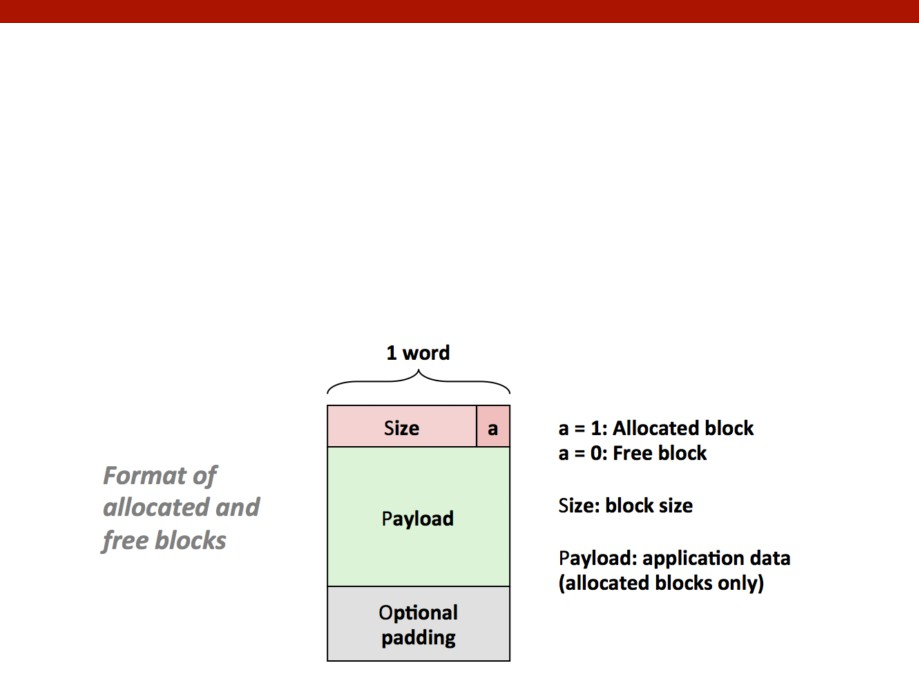 1 word
Size
a
a = 1: Allocated block
a = 0: Free block
Format of
allocated and
free blocks
Size: block size
Payload
Payload: application data
(allocated blocks only)
Optional
padding